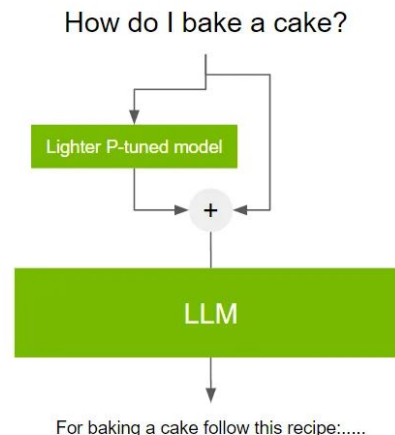 How do I bake a cake?
Lighter P-tuned model
+
LLM
For baking a cake follow this recipe:.....